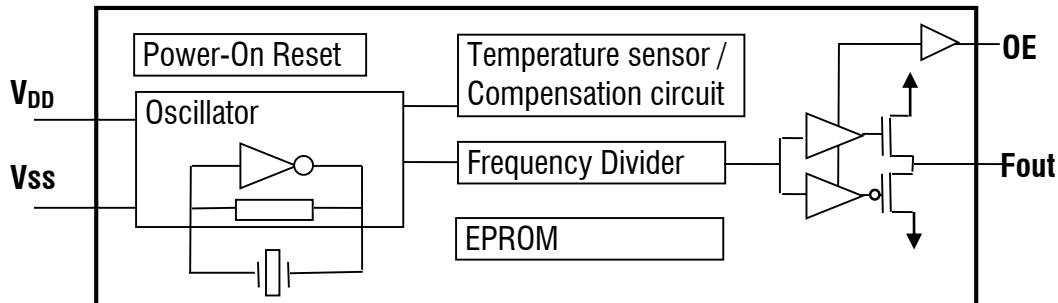 Power-On Reset
Temperature sensor /
Compensation circuit
OE
VDD
Oscillator
Frequency Divider
Fout
Vss
EPROM